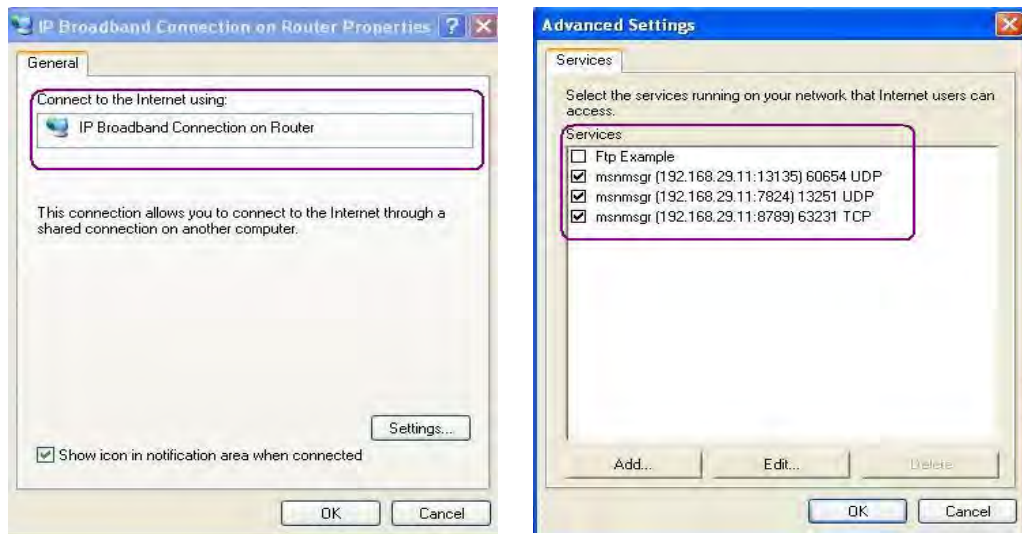 IP Broadband Connection on Router Properties
General
Connect to the Internet using:
IP Broadband Connection on Router
This connection allows you to connect to the Internet through a
shared connection on another computer.
Settings...
Show icon in notification area when connected
OK
Cancel
Advanced Settings
Services
Select the services running on your network that Internet users can
access.
Services
Ftp Example
msnmsgr (192.168.29.11:13135) 60654 UDP
msnmsgr (192.168.29.11:7824) 13251 UDP
msnmsgr (192.168.29.11:8789) 63231 TCP
Add...
Edit...
Delete
OK
Cancel